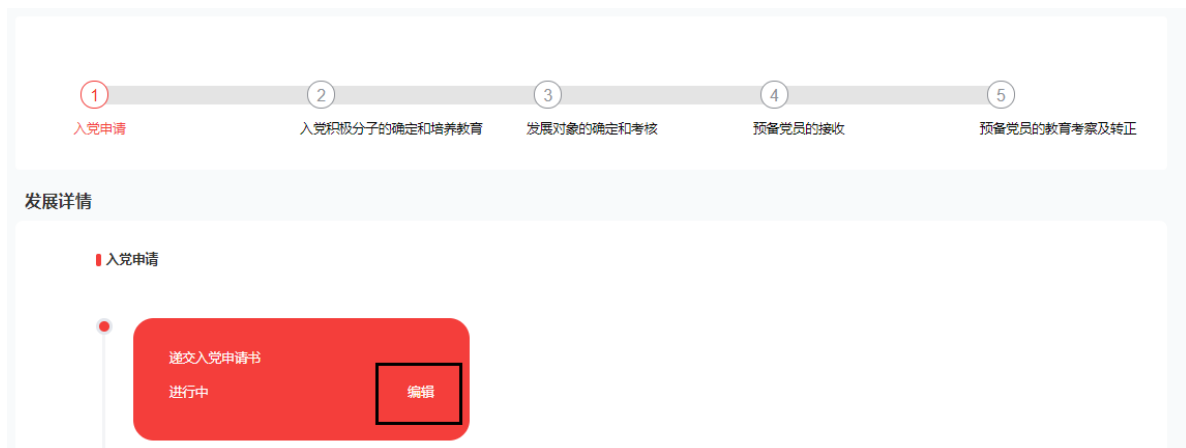 1
2
3
4
5
入党申请
入党积极分子的确定和培养教育
发展对象的确定和考核
预备党员的接收
预备党员的教育考察及转正
发展详情
入党申请
递交入党申请书
进行中
编辑